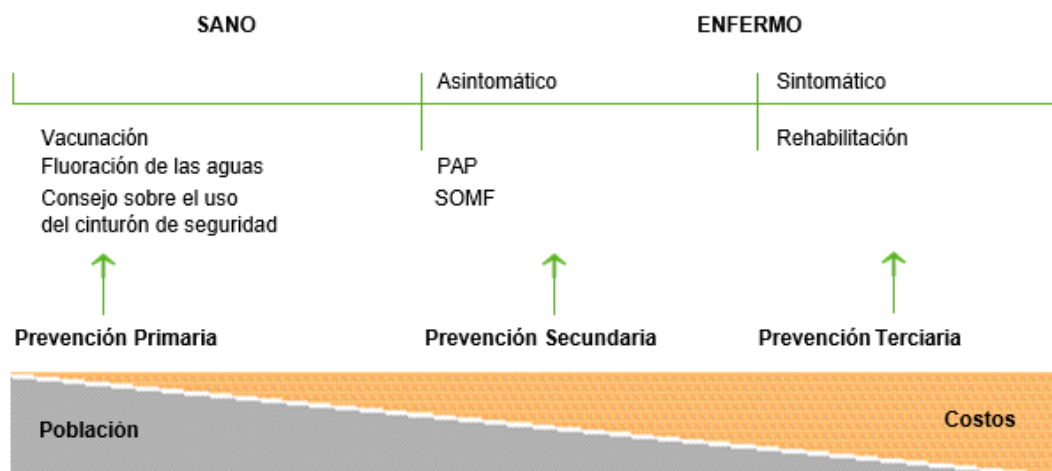 SANO
ENFERMO
Asintomático
Sintomático
Vacunación
Rehabilitación
Fluoración de las aguas
PAP
Consejo sobre el uso
del cinturón de seguridad
SOMF
Prevención Primaria
Prevención Secundaria
Prevención Terciaria
Población
Costos